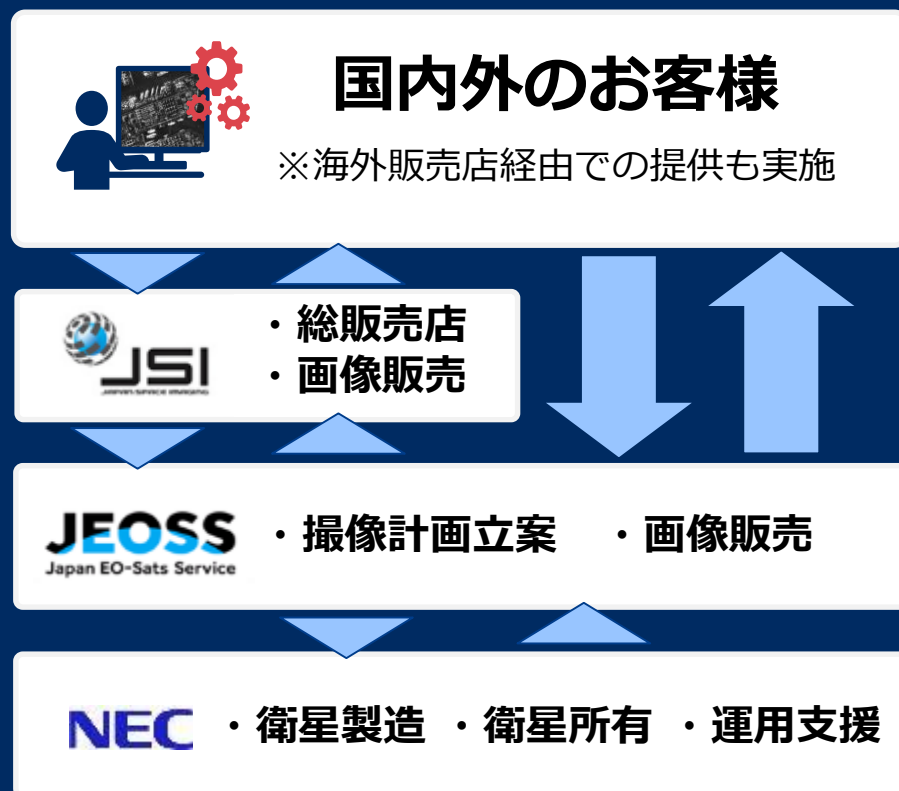 国内外のお客様
※海外販売店経由での提供も実施
JSI
JAPAN SPACE IMAGING
・総販売店
・画像販売
JEOSS
Japan EO-Sats Service
・撮像計画立案 ・画像販売
NEC ・衛星製造 ・衛星所有 ・運用支援